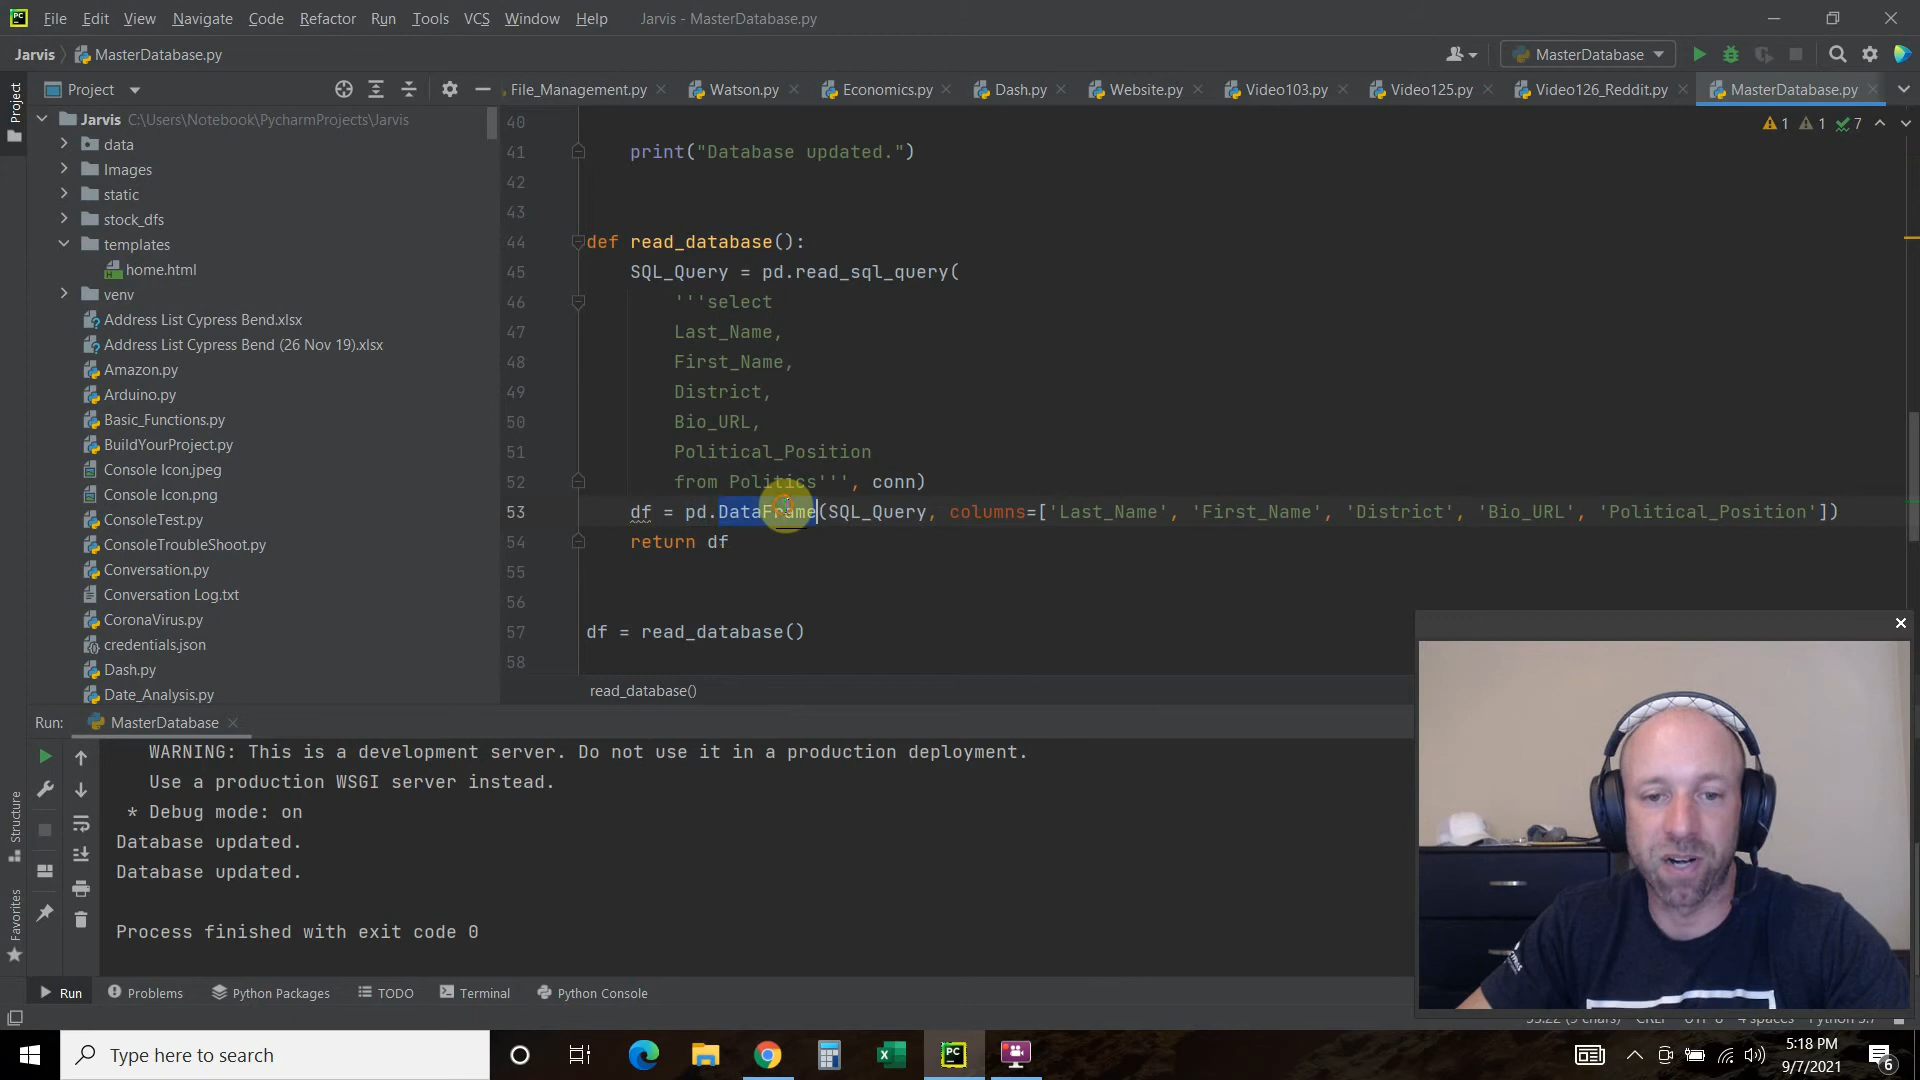 File Edit View Navigate Code Refactor Run Tools VCS Window Help Jarvis - MasterDatabase.py
Jarvis MasterDatabase.py MasterDatabase
Project File_Management.py Watson.py Economics.py Dash.py Website.py Video103.py Video125.py Video126_Reddit.py MasterDatabase.py
Project
Jarvis C:\Users\Notebook\PycharmProjects\Jarvis
data
Images
static
stock_dfs
templates
home.html
venv
Address List Cypress Bend.xlsx
Address List Cypress Bend (26 Nov 19).xlsx
Amazon.py
Arduino.py
Basic_Functions.py
BuildYourProject.py
Console Icon.jpeg
Console Icon.png
ConsoleTest.py
ConsoleTroubleShoot.py
Conversation.py
Conversation Log.txt
CoronaVirus.py
credentials.json
Dash.py
Date_Analysis.py
1 1 7
40
41 print("Database updated.")
42
43
44 def read_database():
45 SQL_Query = pd.read_sql_query(
46 '''select
47 Last_Name,
48 First_Name,
49 District,
50 Bio_URL,
51 Political_Position
52 from Politics''', conn)
53 df = pd.DataFrame(SQL_Query, columns=['Last_Name', 'First_Name', 'District', 'Bio_URL', 'Political_Position'])
54 return df
55
56
57 df = read_database()
58
read_database()
Run: MasterDatabase
WARNING: This is a development server. Do not use it in a production deployment.
Use a production WSGI server instead.
* Debug mode: on
Database updated.
Database updated.
Process finished with exit code 0
Structure
Favorites
Run Problems Python Packages TODO Terminal Python Console
Type here to search
5:18 PM
9/7/2021
6